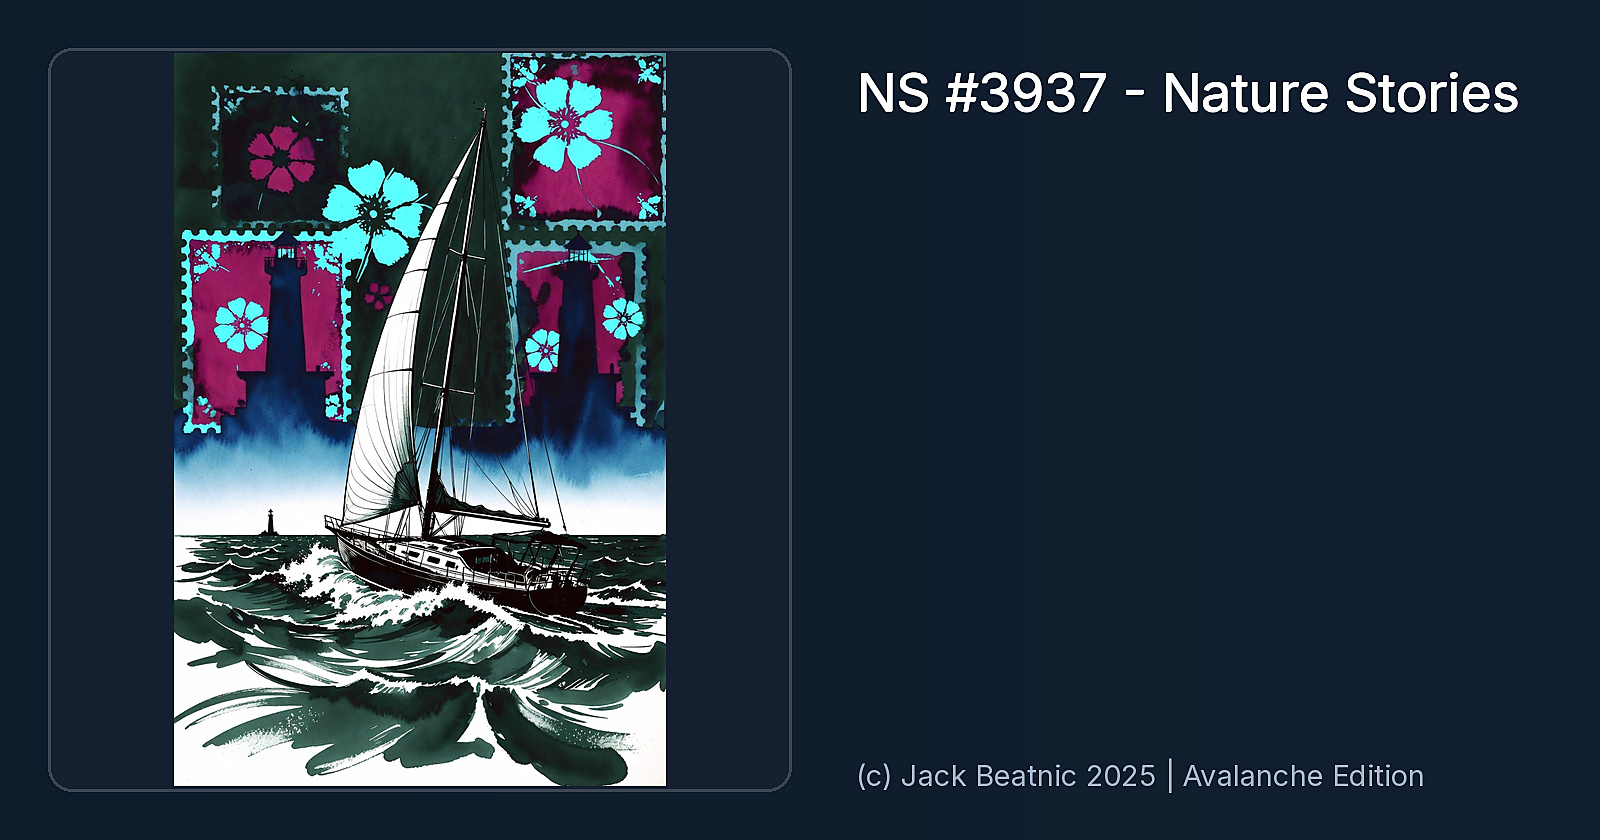 NS #3937 - Nature Stories
(c) Jack Beatnic 2025 | Avalanche Edition